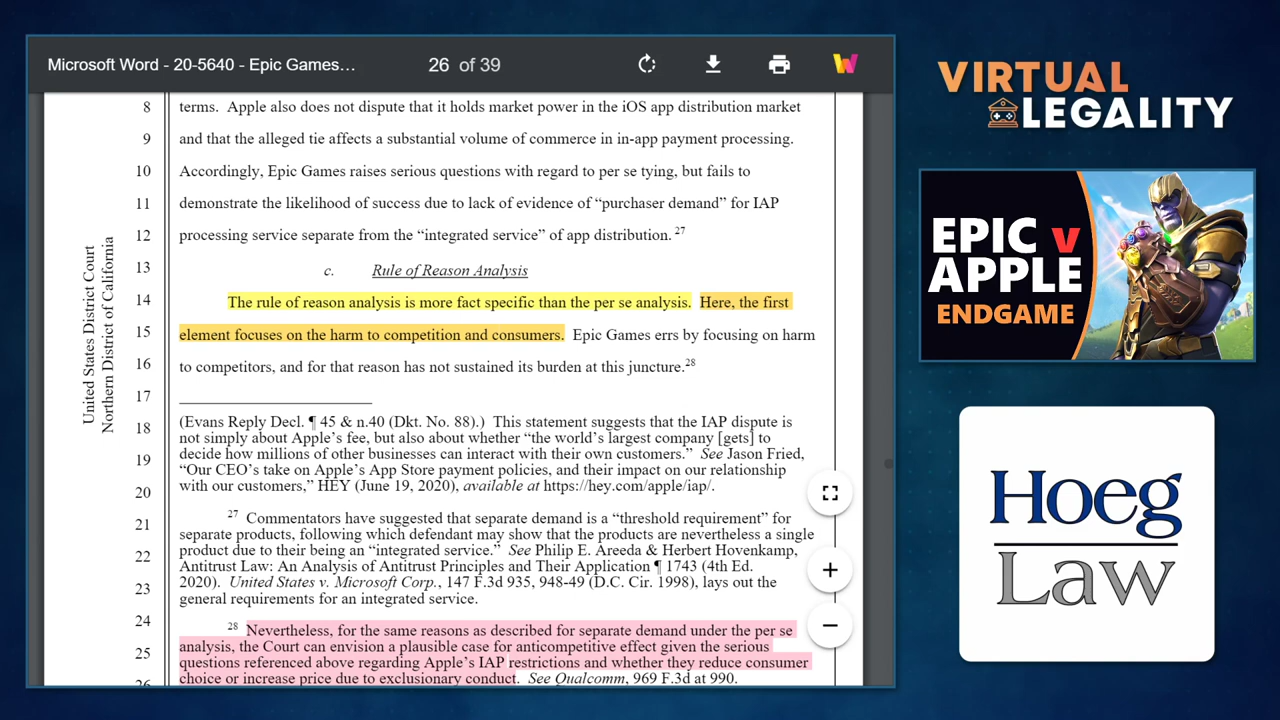 Microsoft Word - 20-5640 - Epic Games…
26 of 39
8 terms. Apple also does not dispute that it holds market power in the iOS app distribution market
9 and that the alleged tie affects a substantial volume of commerce in in-app payment processing.
10 Accordingly, Epic Games raises serious questions with regard to per se tying, but fails to
11 demonstrate the likelihood of success due to lack of evidence of “purchaser demand” for IAP
12 processing service separate from the “integrated service” of app distribution. 27
13 c. Rule of Reason Analysis
14 The rule of reason analysis is more fact specific than the per se analysis. Here, the first
15 element focuses on the harm to competition and consumers. Epic Games errs by focusing on harm
16 to competitors, and for that reason has not sustained its burden at this juncture.28
17
(Evans Reply Decl. ¶ 45 & n.40 (Dkt. No. 88).) This statement suggests that the IAP dispute is
18 not simply about Apple’s fee, but also about whether “the world’s largest company [gets] to
19 decide how millions of other businesses can interact with their own customers.” See Jason Fried,
“Our CEO’s take on Apple’s App Store payment policies, and their impact on our relationship
20 with our customers,” HEY (June 19, 2020), available at https://hey.com/apple/iap/.
21 27 Commentators have suggested that separate demand is a “threshold requirement” for
separate products, following which defendant may show that the products are nevertheless a single
22 product due to their being an “integrated service.” See Philip E. Areeda & Herbert Hovenkamp,
Antitrust Law: An Analysis of Antitrust Principles and Their Application ¶ 1743 (4th Ed.
23 2020). United States v. Microsoft Corp., 147 F.3d 935, 948-49 (D.C. Cir. 1998), lays out the
general requirements for an integrated service.
24 28 Nevertheless, for the same reasons as described for separate demand under the per se
25 analysis, the Court can envision a plausible case for anticompetitive effect given the serious
questions referenced above regarding Apple’s IAP restrictions and whether they reduce consumer
26 choice or increase price due to exclusionary conduct. See Qualcomm, 969 F.3d at 990.
United States District Court
Northern District of California
VIRTUAL
LEGALITY
EPIC v
APPLE
ENDGAME
Hoeg
Law